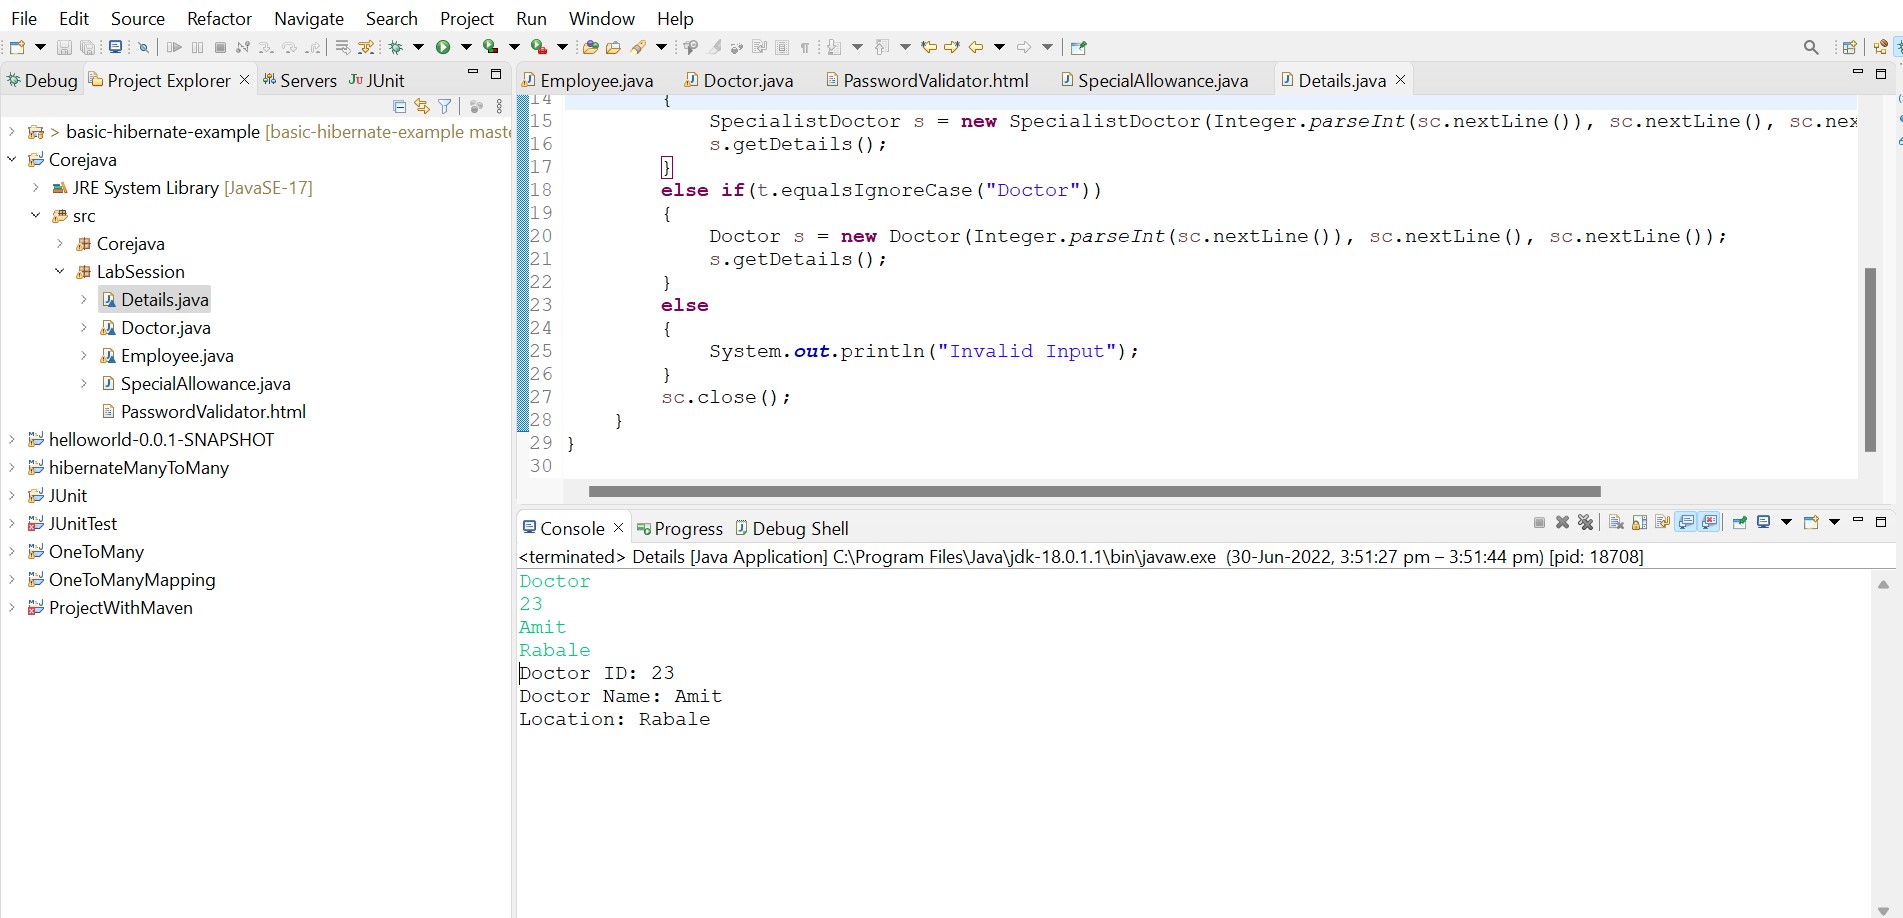 File Edit Source Refactor Navigate Search Project Run Window Help
Debug Project Explorer Servers JUnit
> basic-hibernate-example [basic-hibernate-example maste
Corejava
JRE System Library [JavaSE-17]
src
Corejava
LabSession
Details.java
Doctor.java
Employee.java
SpecialAllowance.java
PasswordValidator.html
helloworld-0.0.1-SNAPSHOT
hibernateManyToMany
JUnit
JUnitTest
OneToMany
OneToManyMapping
ProjectWithMaven
Employee.java Doctor.java PasswordValidator.html SpecialAllowance.java Details.java
14 {
15 SpecialistDoctor s = new SpecialistDoctor(Integer.parseInt(sc.nextLine()), sc.nextLine(), sc.nex
16 s.getDetails();
17 }
18 else if(t.equalsIgnoreCase("Doctor"))
19 {
20 Doctor s = new Doctor(Integer.parseInt(sc.nextLine()), sc.nextLine(), sc.nextLine());
21 s.getDetails();
22 }
23 else
24 {
25 System.out.println("Invalid Input");
26 }
27 sc.close();
28 }
29 }
30
Console Progress Debug Shell
<terminated> Details [Java Application] C:\Program Files\Java\jdk-18.0.1.1\bin\javaw.exe (30-Jun-2022, 3:51:27 pm – 3:51:44 pm) [pid: 18708]
Doctor
23
Amit
Rabale
Doctor ID: 23
Doctor Name: Amit
Location: Rabale